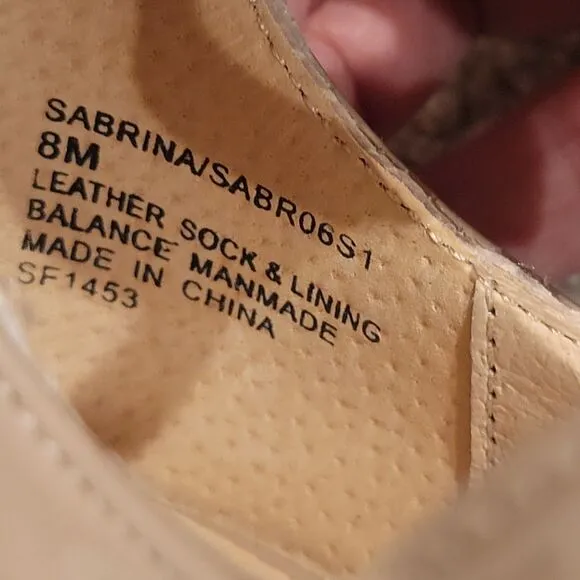 SABRINA/SABR06S1
8M
LEATHER SOCK & LINING
BALANCE MANMADE
MADE IN CHINA
SF1453